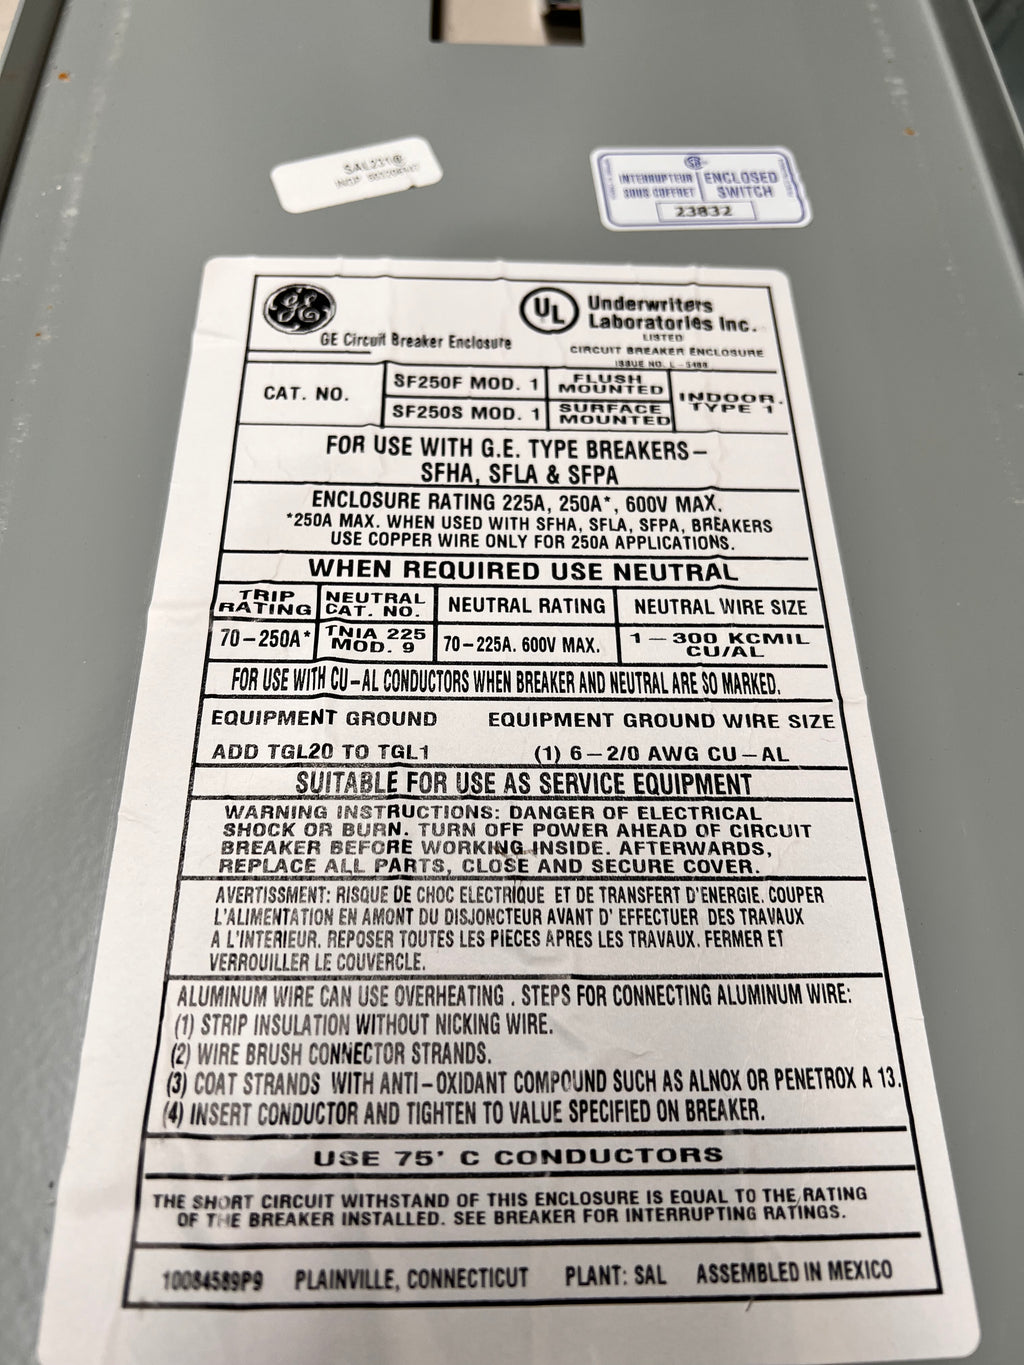 SAL231@
INTERRUPTEUR
SOUS COFFRET
ENCLOSED
SWITCH
23832
GE
GE Circuit Breaker Enclosure
UL
Underwriters
Laboratories Inc.
LISTED
CIRCUIT BREAKER ENCLOSURE
ISSUE NO.
CAT. NO.
SF250F MOD. 1
FLUSH
MOUNTED
SF250S MOD. 1
SURFACE
MOUNTED
INDOOR.
TYPE 1
FOR USE WITH G.E. TYPE BREAKERS–
SFHA, SFLA & SFPA
ENCLOSURE RATING 225A, 250A*, 600V MAX.
*250A MAX. WHEN USED WITH SFHA, SFLA, SFPA, BREAKERS
USE COPPER WIRE ONLY FOR 250A APPLICATIONS.
WHEN REQUIRED USE NEUTRAL
TRIP
RATING
NEUTRAL
CAT. NO.
NEUTRAL RATING
NEUTRAL WIRE SIZE
70–250A*
TNIA 225
MOD. 9
70–225A. 600V MAX.
1 – 300 KCMIL
CU/AL
FOR USE WITH CU–AL CONDUCTORS WHEN BREAKER AND NEUTRAL ARE SO MARKED.
EQUIPMENT GROUND EQUIPMENT GROUND WIRE SIZE
ADD TGL20 TO TGL1 (1) 6–2/0 AWG CU–AL
SUITABLE FOR USE AS SERVICE EQUIPMENT
WARNING INSTRUCTIONS: DANGER OF ELECTRICAL
SHOCK OR BURN. TURN OFF POWER AHEAD OF CIRCUIT
BREAKER BEFORE WORKING INSIDE. AFTERWARDS,
REPLACE ALL PARTS, CLOSE AND SECURE COVER.
AVERTISSMENT: RISQUE DE CHOC ELECTRIQUE ET DE TRANSFERT D'ENERGIE. COUPER
L'ALIMENTATION EN AMONT DU DISJONCTEUR AVANT D' EFFECTUER DES TRAVAUX
A L'INTERIEUR. REPOSER TOUTES LES PIECES APRES LES TRAVAUX. FERMER ET
VERROUILLER LE COUVERCLE.
ALUMINUM WIRE CAN USE OVERHEATING . STEPS FOR CONNECTING ALUMINUM WIRE:
(1) STRIP INSULATION WITHOUT NICKING WIRE.
(2) WIRE BRUSH CONNECTOR STRANDS.
(3) COAT STRANDS WITH ANTI–OXIDANT COMPOUND SUCH AS ALNOX OR PENETROX A 13.
(4) INSERT CONDUCTOR AND TIGHTEN TO VALUE SPECIFIED ON BREAKER.
USE 75° C CONDUCTORS
THE SHORT CIRCUIT WITHSTAND OF THIS ENCLOSURE IS EQUAL TO THE RATING
OF THE BREAKER INSTALLED. SEE BREAKER FOR INTERRUPTING RATINGS.
10084589P9 PLAINVILLE, CONNECTICUT PLANT: SAL ASSEMBLED IN MEXICO